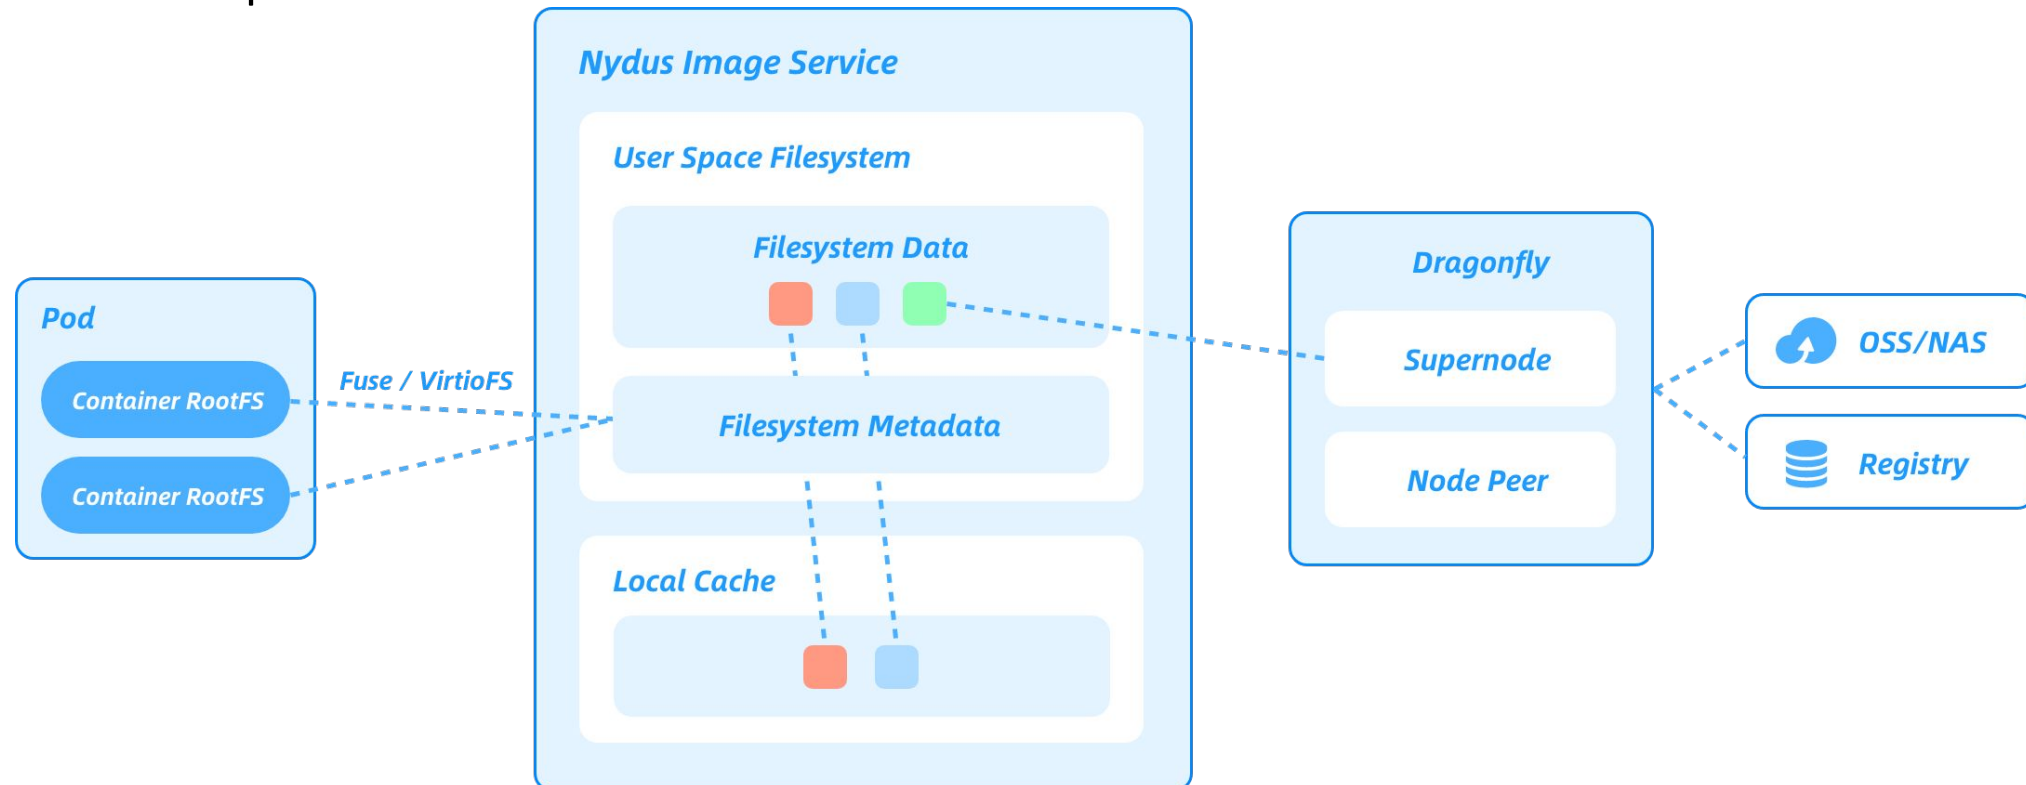 Nydus Image Service
User Space Filesystem
Filesystem Data
Filesystem Metadata
Local Cache
Pod
Container RootFS
Container RootFS
Fuse / VirtioFS
Dragonfly
Supernode
Node Peer
OSS/NAS
Registry